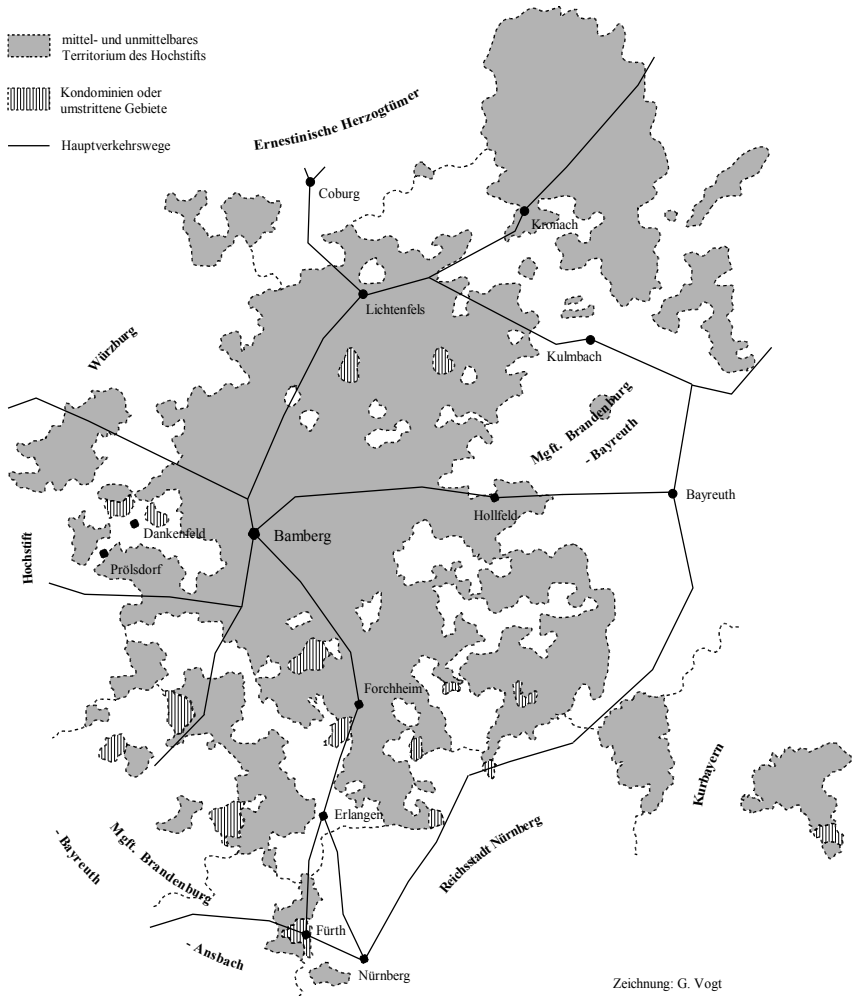 mittel- und unmittelbares
Territorium des Hochstifts
Kondominien oder
umstrittene Gebiete
Hauptverkehrswege
Ernestinische Herzogtümer
Coburg
Kronach
Lichtenfels
Würzburg
Kulmbach
Mgft. Brandenburg
-Bayreuth
Bayreuth
Hollfeld
Dankenfeld
Bamberg
Hochstift
Prölsdorf
Forchheim
Kurbayern
Erlangen
Reichsstadt Nürnberg
Mgft. Brandenburg
- Bayreuth
Fürth
- Ansbach
Nürnberg
Zeichnung: G. Vogt